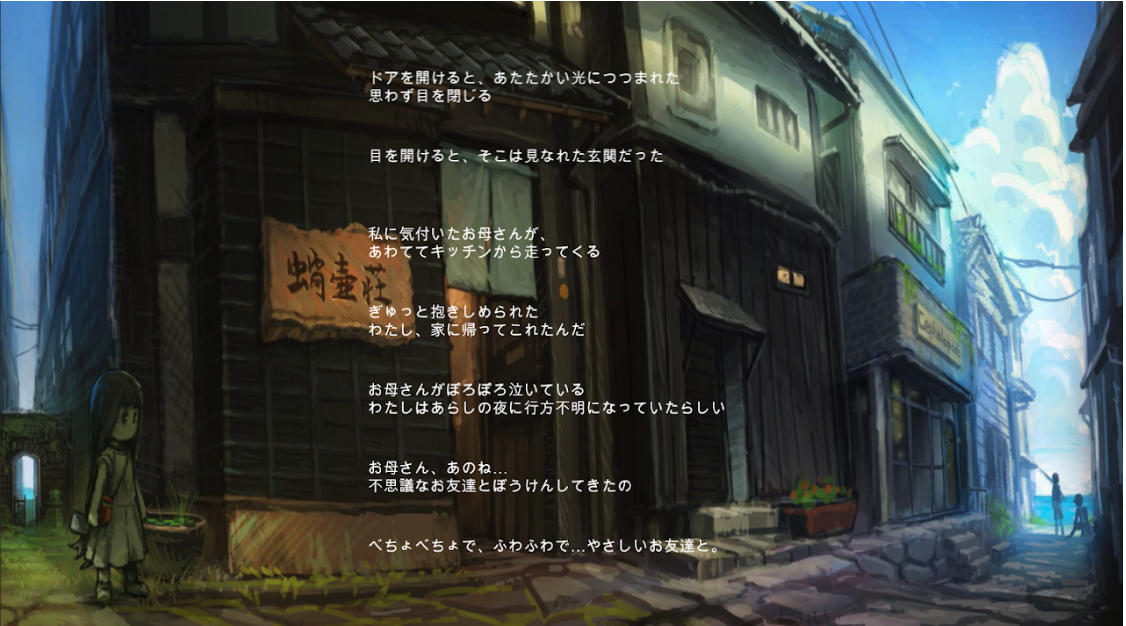 ドアを開けると、あたたかい光につつまれた
思わず目を閉じる
目を開けると、そこは見なれた玄関だった
私に気付いたお母さんが、
あわててキッチンから走ってくる
蛸壷荘
ぎゅっと抱きしめられた
わたし、家に帰ってこれたんだ
Cephalopods
お母さんがぽろぽろ泣いている
わたしはあらしの夜に行方不明になっていたらしい
お母さん、あのね...
不思議なお友達とぼうけんしてきたの
べちょべちょで、ふわふわで...やさしいお友達と。